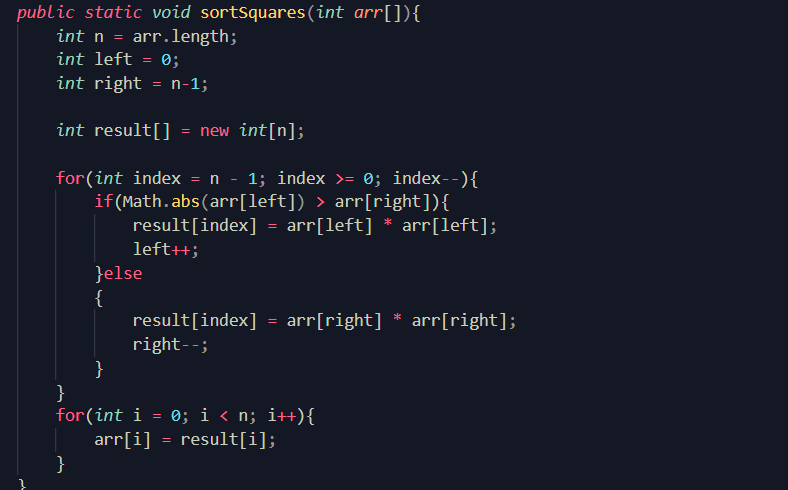 public static void sortSquares(int arr[]){
    int n = arr.length;
    int left = 0;
    int right = n-1;

    int result[] = new int[n];

    for(int index = n - 1; index >= 0; index--){
        if(Math.abs(arr[left]) > arr[right]){
            result[index] = arr[left] * arr[left];
            left++;
        }else
        {
            result[index] = arr[right] * arr[right];
            right--;
        }
    }
    for(int i = 0; i < n; i++){
        arr[i] = result[i];
    }
}